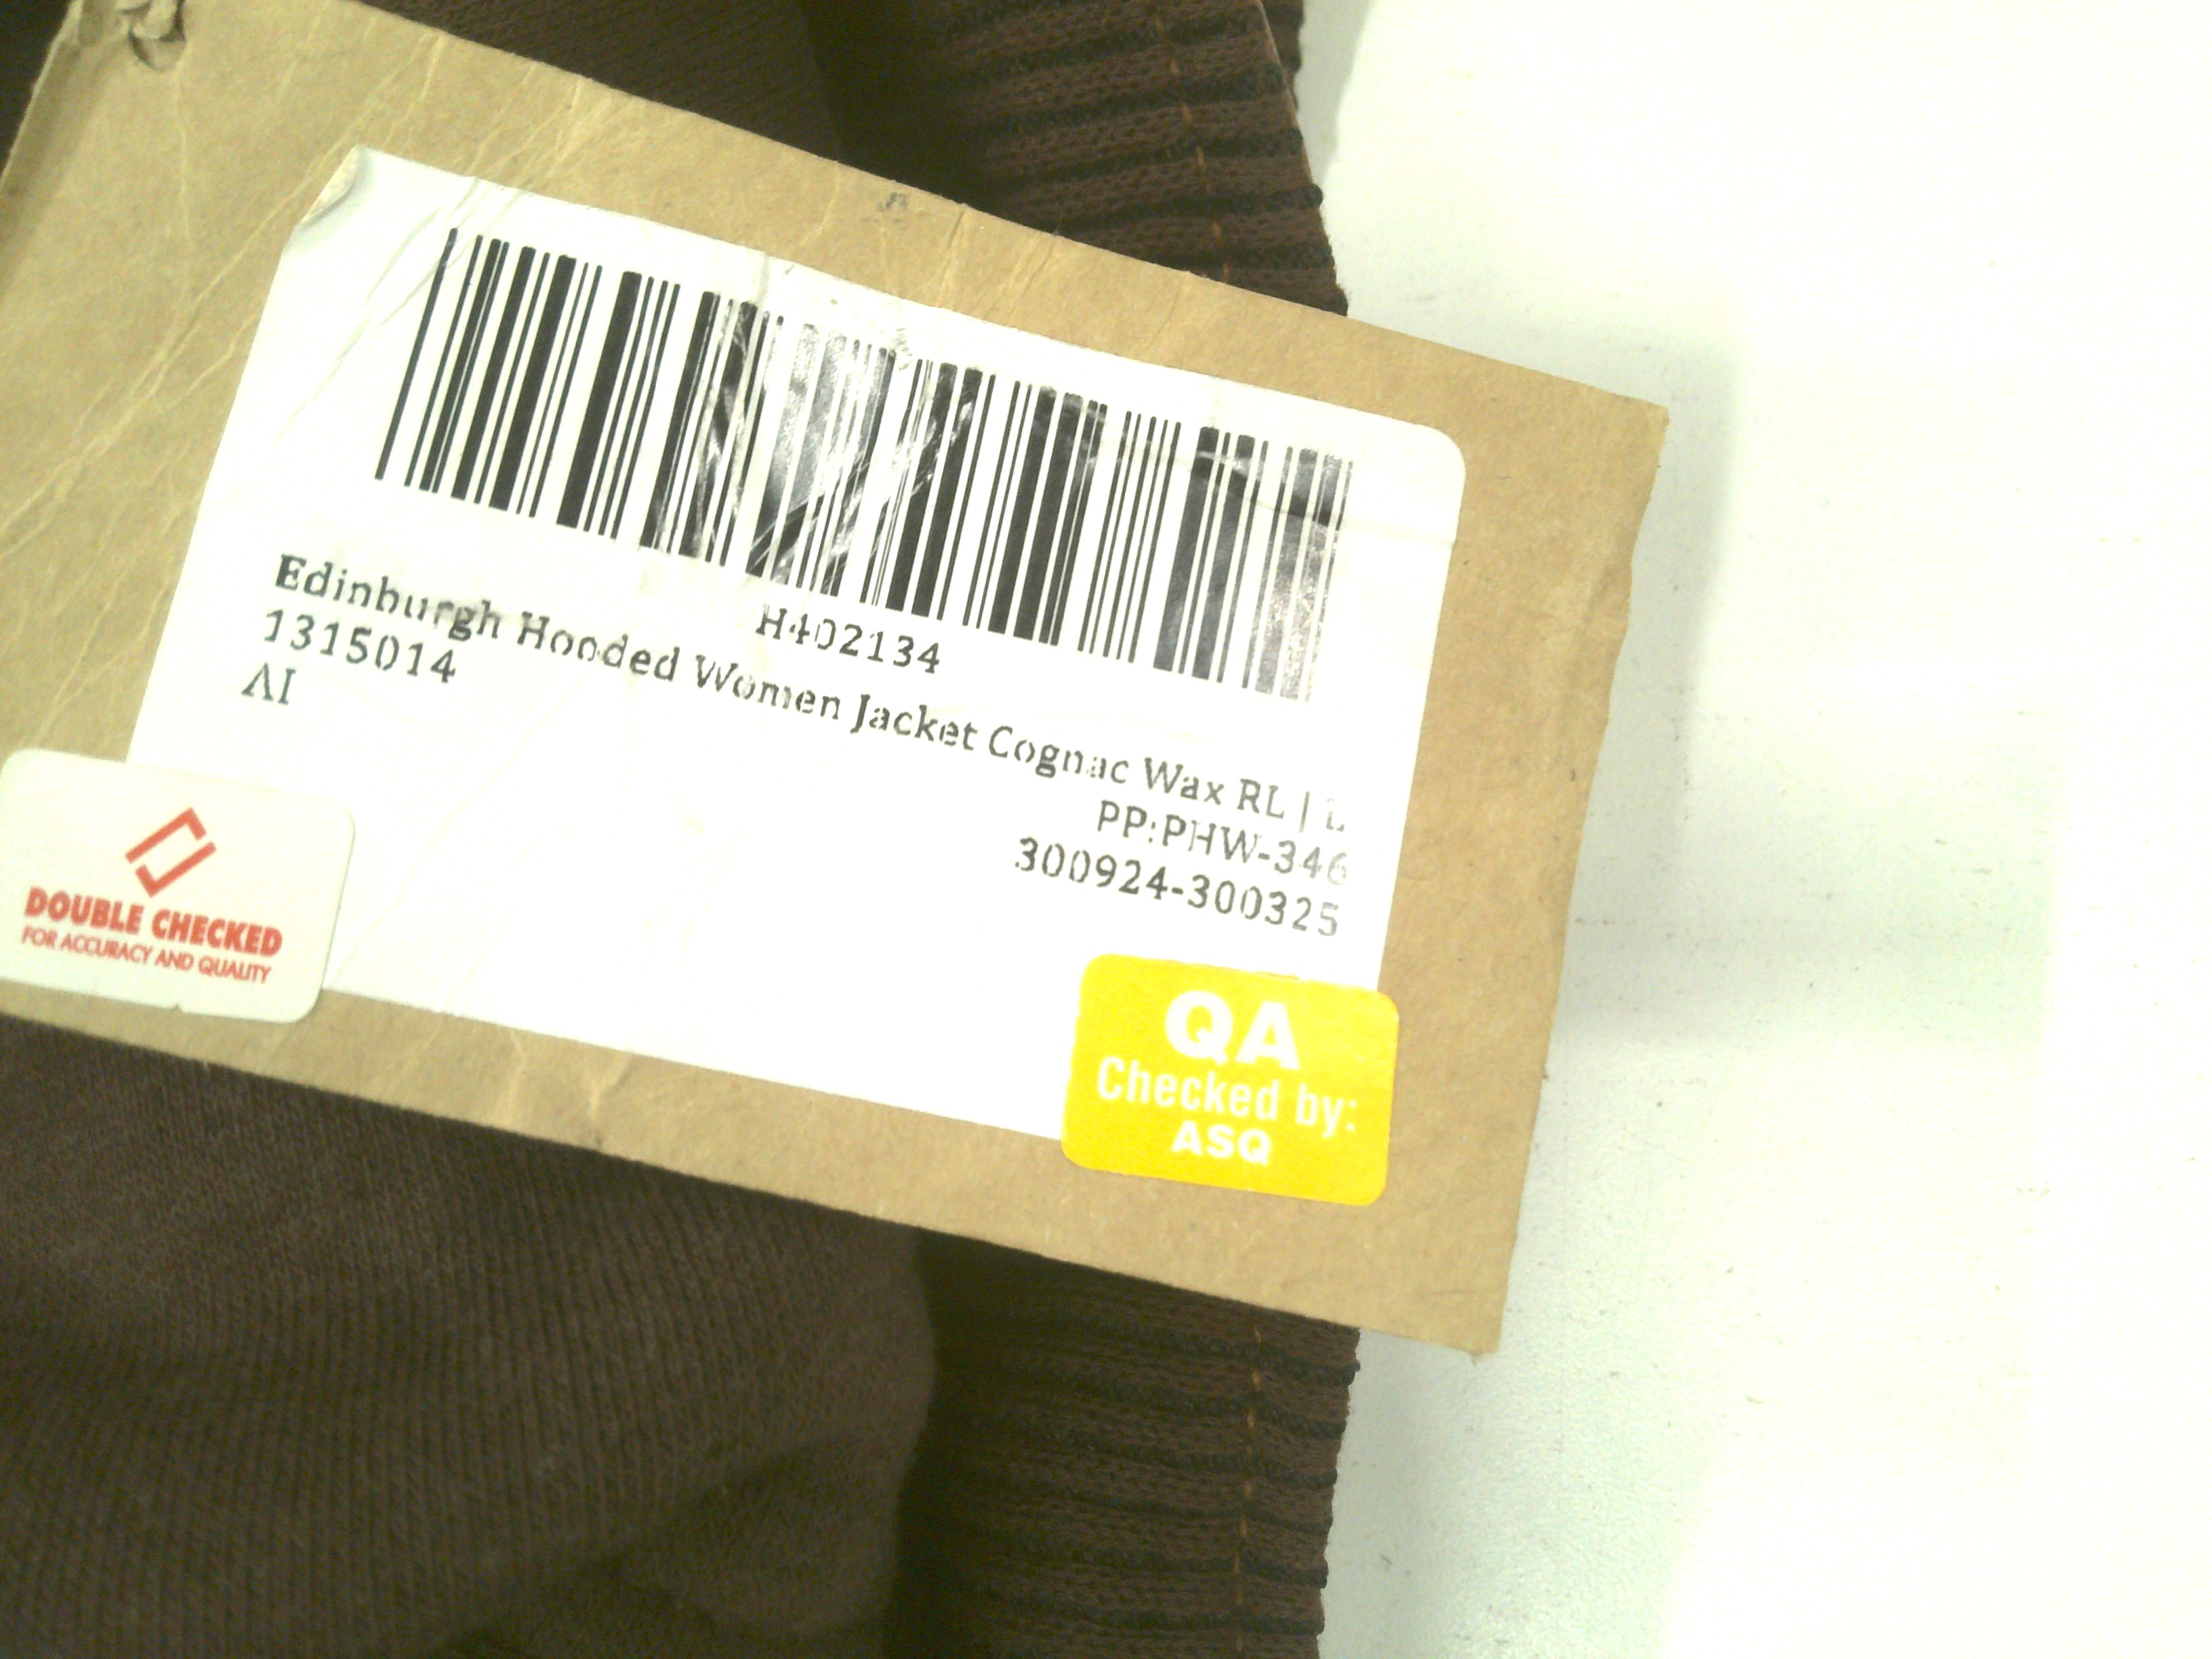 H402134
Edinburgh Hooded Women Jacket Cognac Wax RL | L
1315014
PP:PHW-346
AI
300924-300325
DOUBLE CHECKED
FOR ACCURACY AND QUALITY
QA
Checked by:
ASQ